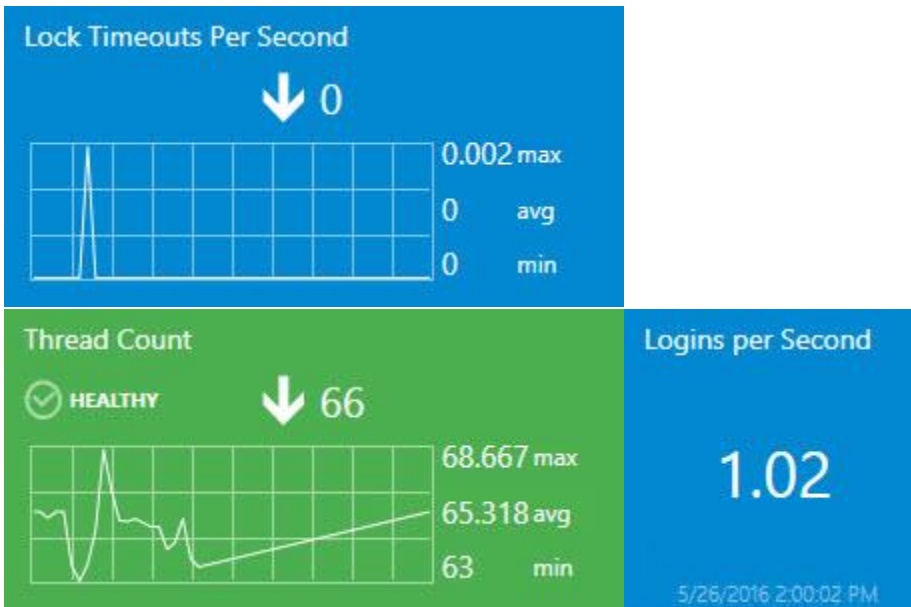 Lock Timeouts Per Second
0
0.002 max
0 avg
0 min
Thread Count
HEALTHY
66
68.667 max
65.318 avg
63 min
Logins per Second
1.02
5/26/2016 2:00:02 PM